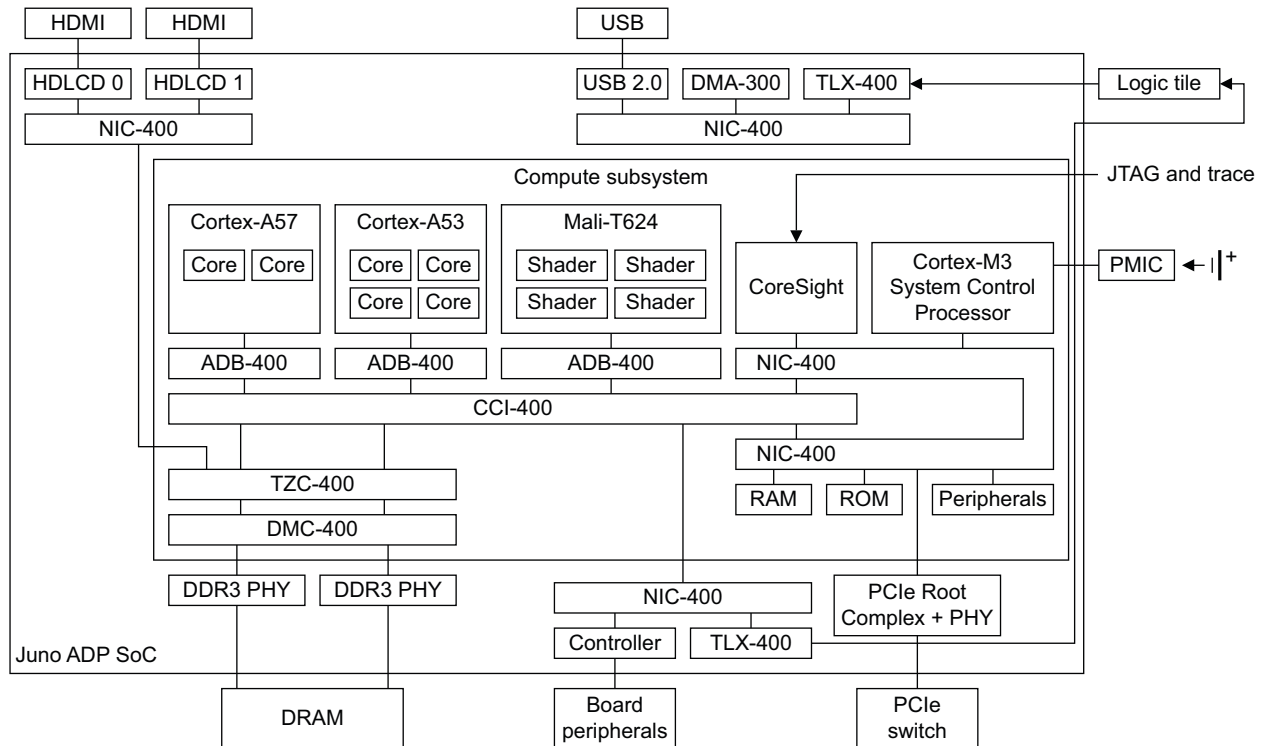 HDMI
HDMI
USB
HDLCD 0
HDLCD 1
USB 2.0
DMA-300
TLX-400
Logic tile
NIC-400
NIC-400
Compute subsystem
JTAG and trace
Cortex-A57
Cortex-A53
Mali-T624
Core
Core
Core
Core
Shader
Shader
Core
Core
Shader
Shader
CoreSight
Cortex-M3
System Control
Processor
PMIC
+
ADB-400
ADB-400
ADB-400
NIC-400
CCI-400
NIC-400
TZC-400
RAM
ROM
Peripherals
DMC-400
DDR3 PHY
DDR3 PHY
NIC-400
PCIe Root
Complex + PHY
Controller
TLX-400
Juno ADP SoC
DRAM
Board
peripherals
PCIe
switch